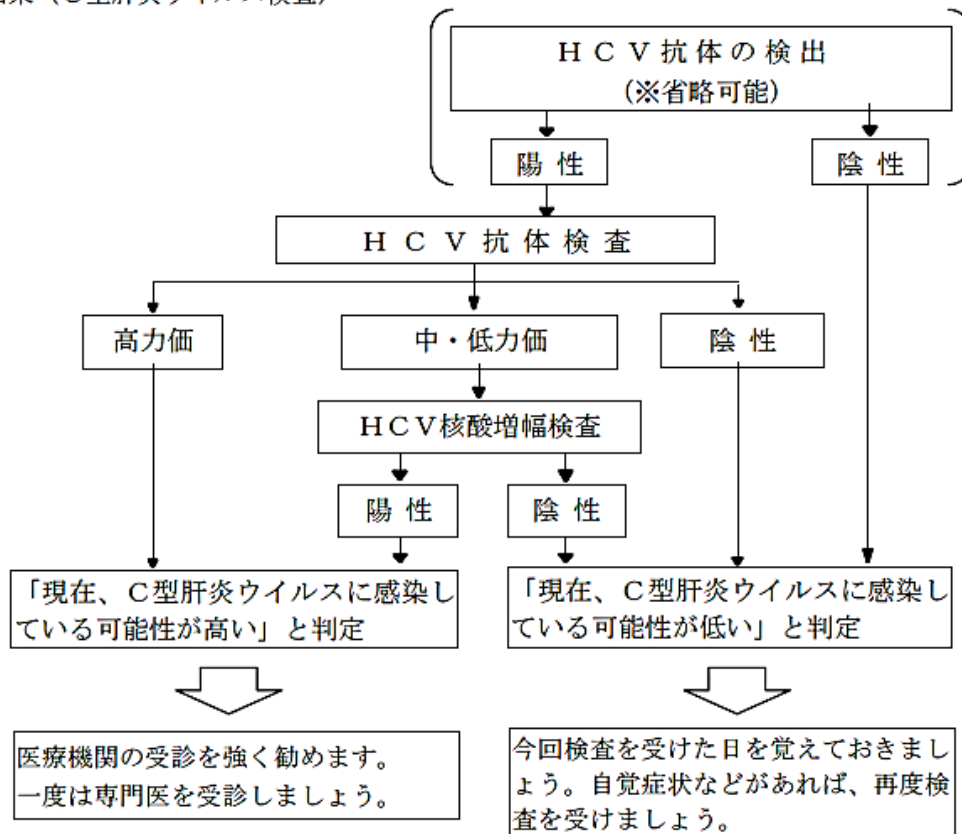 ＨＣＶ抗体の検出
（※省略可能）
陽性
陰性
ＨＣＶ抗体検査
高力価
中・低力価
陰性
ＨＣＶ核酸増幅検査
陽性
陰性
「現在、Ｃ型肝炎ウイルスに感染し
ている可能性が高い」と判定
「現在、Ｃ型肝炎ウイルスに感染し
ている可能性が低い」と判定
医療機関の受診を強く勧めます。
一度は専門医を受診しましょう。
今回検査を受けた日を覚えておきまし
ょう。自覚症状などがあれば、再度検
査を受けましょう。